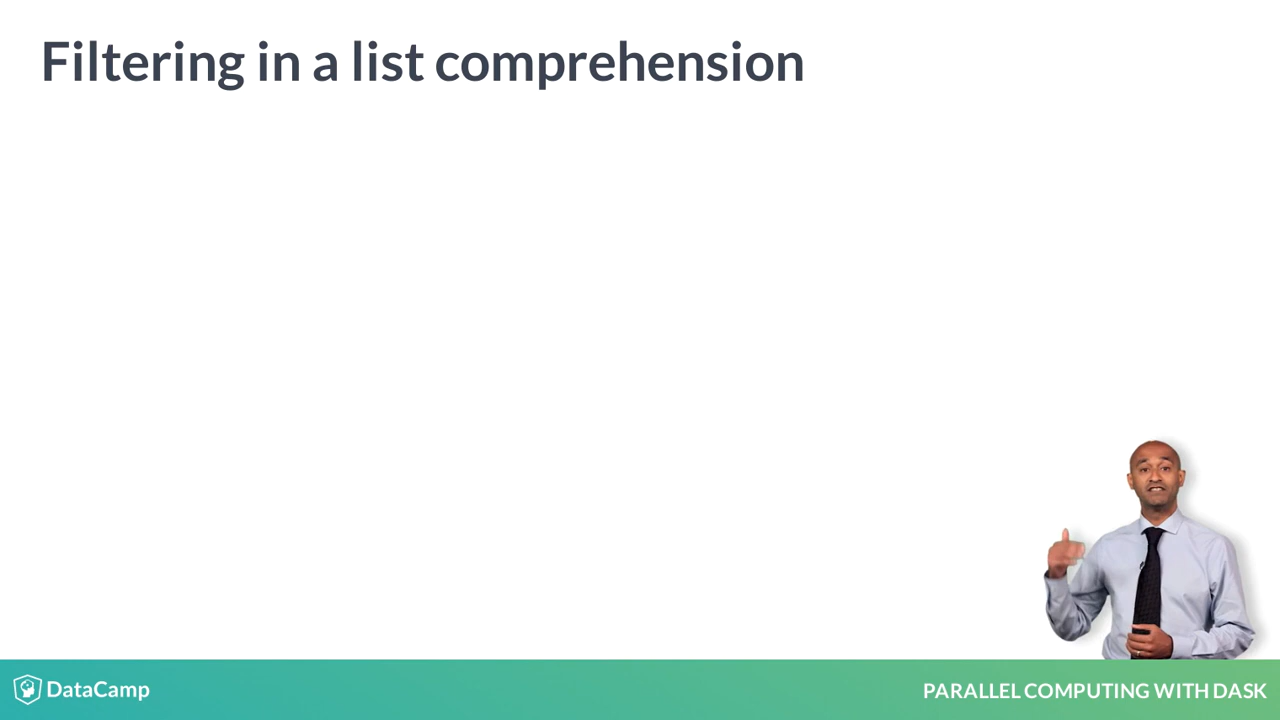 Filtering in a list comprehension
DataCamp
PARALLEL COMPUTING WITH DASK